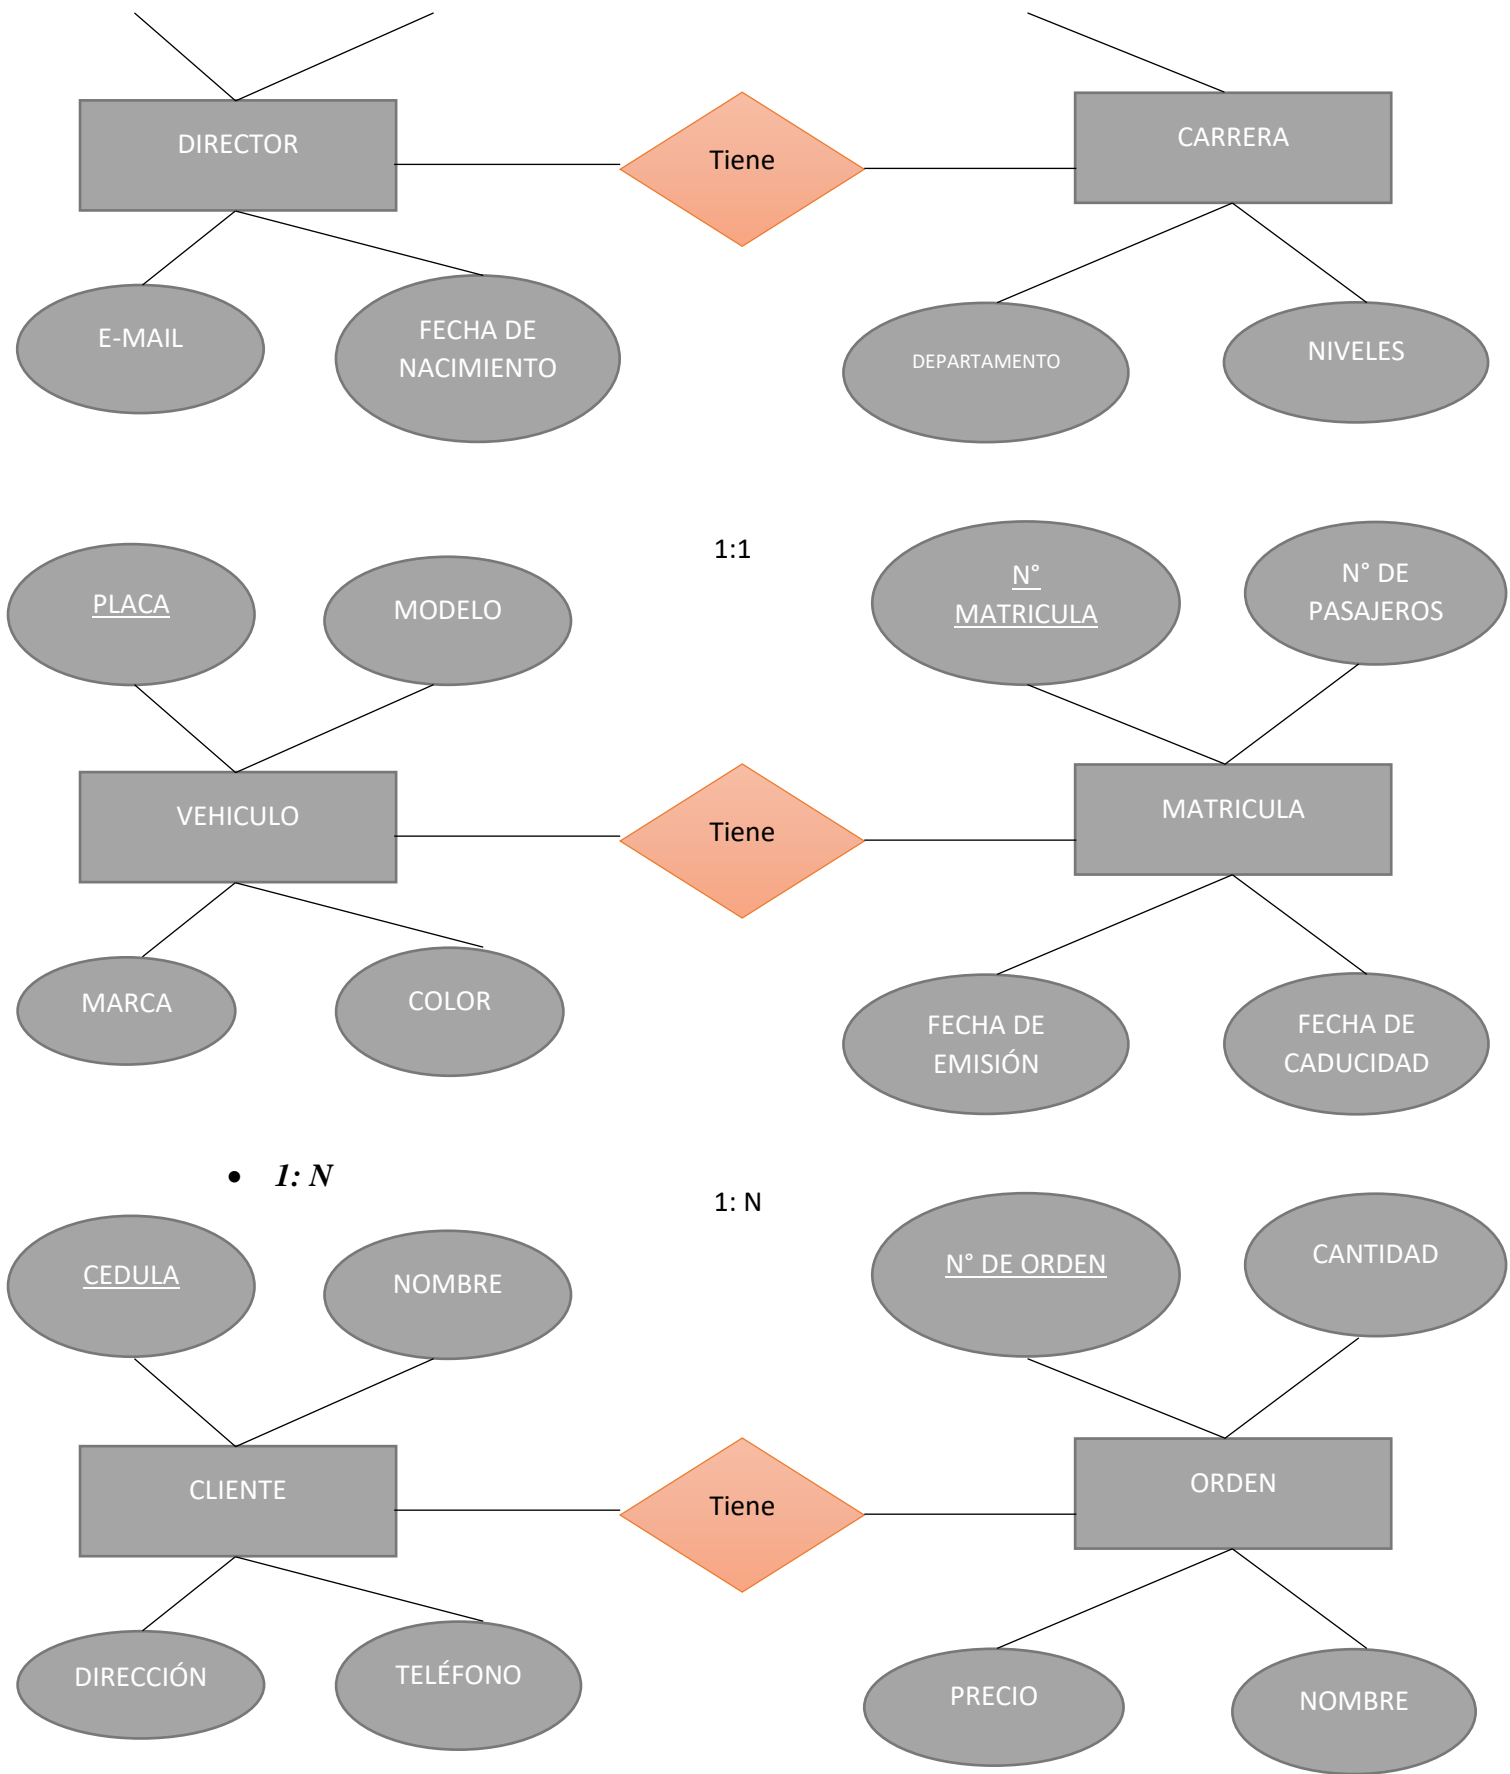 DIRECTOR
Tiene
CARRERA
E-MAIL
FECHA DE
NACIMIENTO
DEPARTAMENTO
NIVELES
1:1
PLACA
MODELO
N°
MATRICULA
N° DE
PASAJEROS
VEHICULO
Tiene
MATRICULA
MARCA
COLOR
FECHA DE
EMISIÓN
FECHA DE
CADUCIDAD
• 1: N
1: N
CEDULA
NOMBRE
N° DE ORDEN
CANTIDAD
CLIENTE
Tiene
ORDEN
DIRECCIÓN
TELÉFONO
PRECIO
NOMBRE